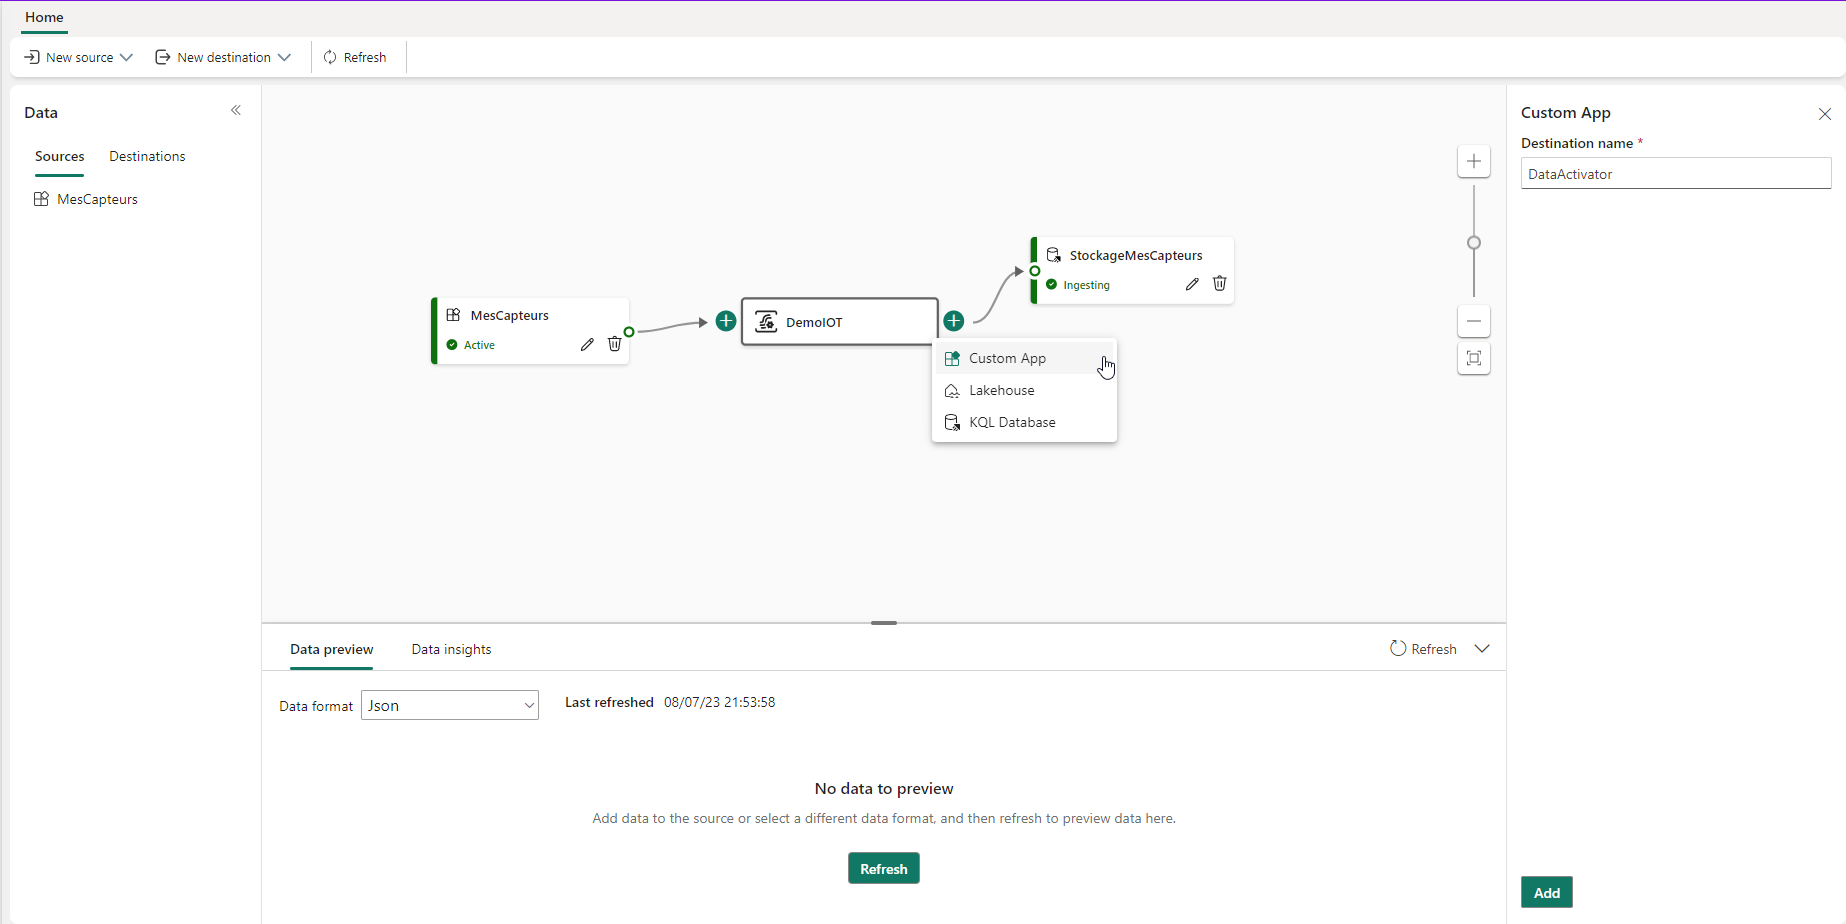 Home
New source
New destination
Refresh
Data
Sources
Destinations
MesCapteurs
MesCapteurs
Active
DemoIOT
StockageMesCapteurs
Ingesting
Custom App
Lakehouse
KQL Database
Data preview
Data insights
Refresh
Data format
Json
Last refreshed 08/07/23 21:53:58
No data to preview
Add data to the source or select a different data format, and then refresh to preview data here.
Refresh
Custom App
Destination name *
DataActivator
Add